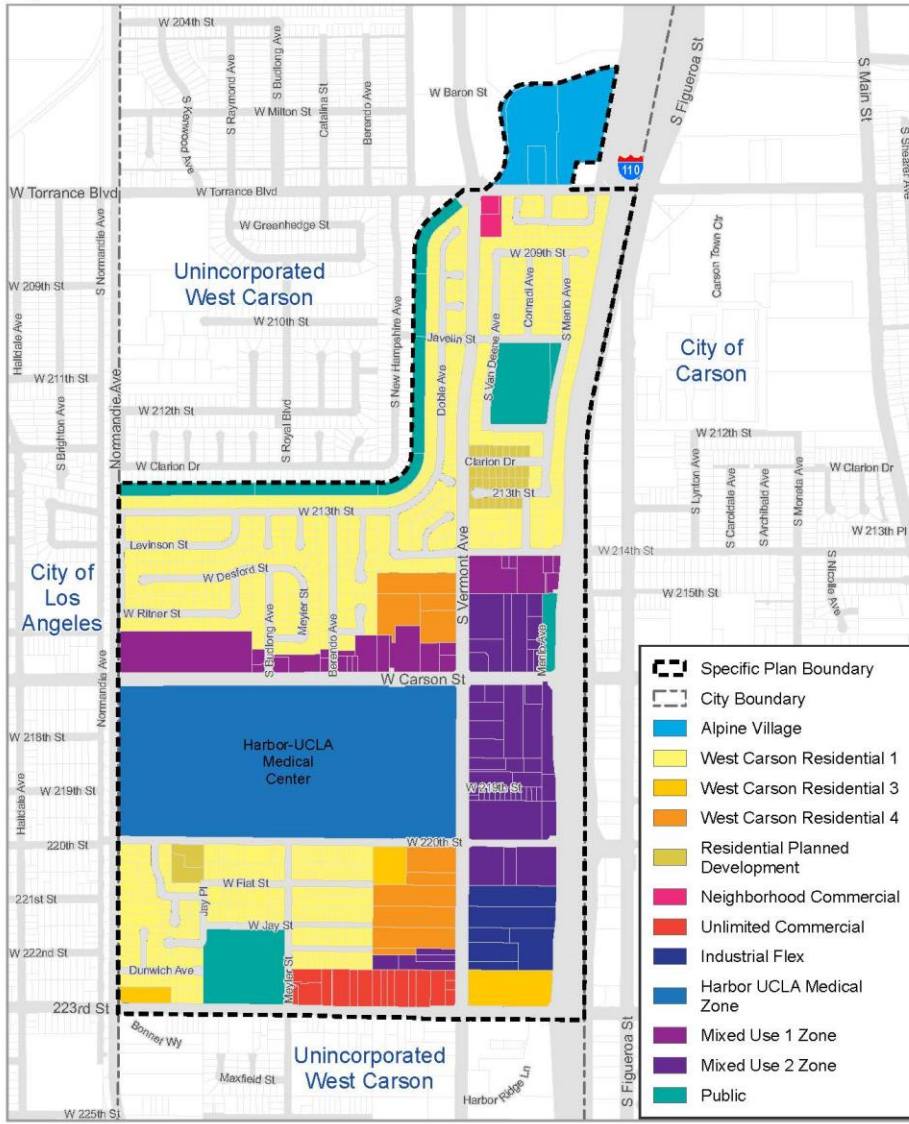 W 204th St
S Kenwood Ave
S Raymond Ave
S Budlong Ave
Catalina St
Berendo Ave
W Milton St
W Baron St
S Figueroa St
S Main St
S Shearer Ave
110
W Torrance Blvd
W Torrance Blvd
W Greenhedge St
S Normandie Ave
Unincorporated
West Carson
W 209th St
W 209th St
Conradi Ave
S Menlo Ave
S Van Deene Ave
Carson Town Ctr
Halldale Ave
W 210th St
S New Hampshire Ave
Javelin St
Doble Ave
City of
Carson
W 211th St
S Brighton Ave
Normandie Ave
W 212th St
S Royal Blvd
W Clarion Dr
Clarion Dr
213th St
W 212th St
S Lynton Ave
S Caroldale Ave
S Archibald Ave
S Moneta Ave
W Clarion Dr
W 213th Pl
W 213th St
Levinson St
S Vermont Ave
W 214th St
City of
Los
Angeles
W Desford St
Meyler St
W Ritner St
S Budlong Ave
Berendo Ave
W 215th St
S Nicolle Ave
Menlo Ave
W Carson St
Normandie Ave
W 218th St
Harbor-UCLA
Medical
Center
W 219th St
W 219th St
Halldale Ave
220th St
W 220th St
W Flat St
221st St
Jay Pl
W Jay St
W 222nd St
Dunwich Ave
Meyler St
223rd St
Bonnet Wy
Unincorporated
West Carson
Maxfield St
Harbor Ridge Ln
S Figueroa St
W 225th St
Specific Plan Boundary
City Boundary
Alpine Village
West Carson Residential 1
West Carson Residential 3
West Carson Residential 4
Residential Planned
Development
Neighborhood Commercial
Unlimited Commercial
Industrial Flex
Harbor UCLA Medical
Zone
Mixed Use 1 Zone
Mixed Use 2 Zone
Public